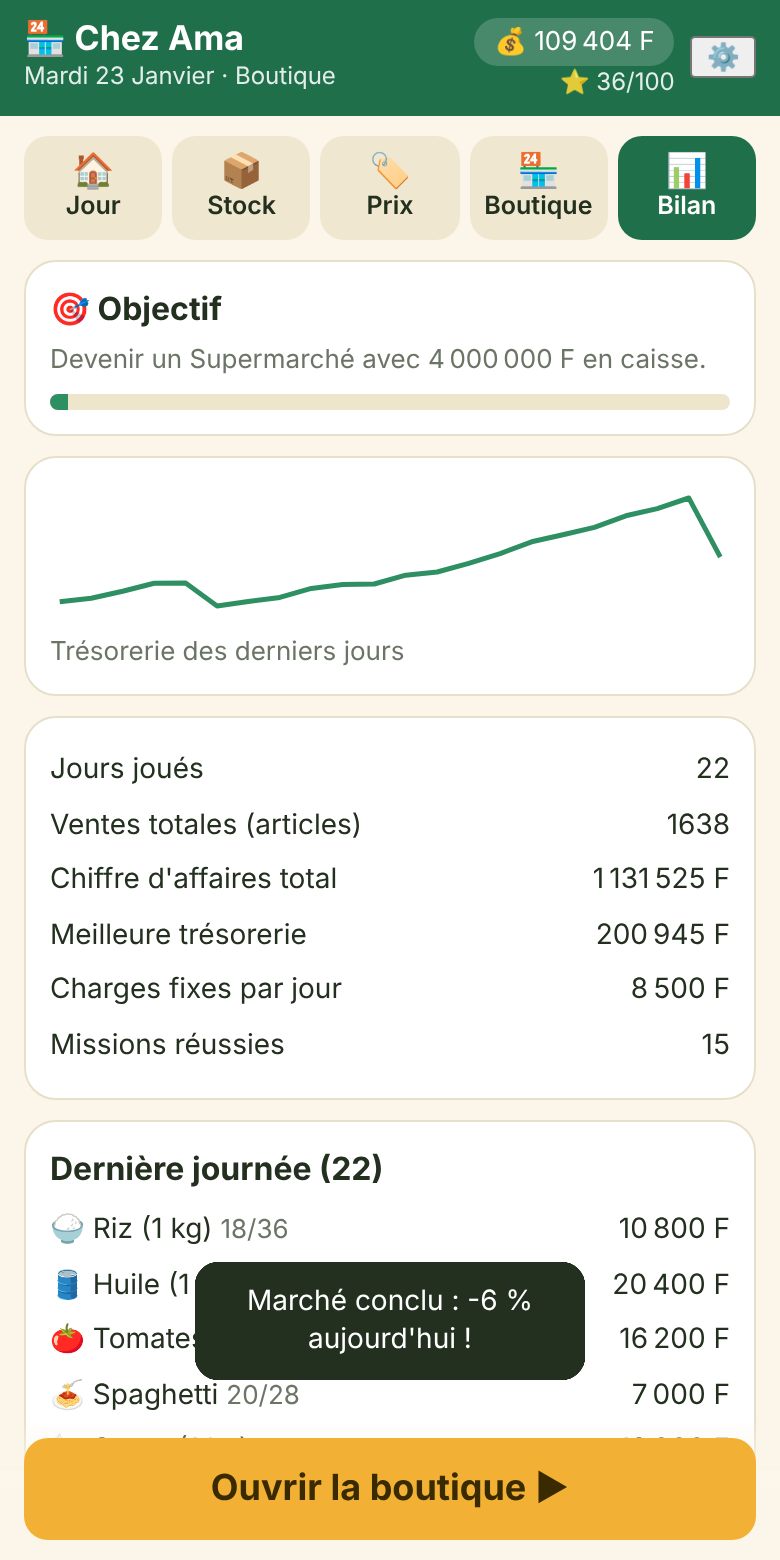 Chez Ama
109 404 F
Mardi 23 Janvier · Boutique
36/100
Jour
Stock
Prix
Boutique
Bilan
Objectif
Devenir un Supermarché avec 4 000 000 F en caisse.
Trésorerie des derniers jours
Jours joués 22
Ventes totales (articles) 1638
Chiffre d'affaires total 1 131 525 F
Meilleure trésorerie 200 945 F
Charges fixes par jour 8 500 F
Missions réussies 15
Dernière journée (22)
Riz (1 kg) 18/36 10 800 F
Huile (1 20 400 F
Marché conclu : -6 %
aujourd'hui !
Tomates 16 200 F
Spaghetti 20/28 7 000 F
Ouvrir la boutique ▶